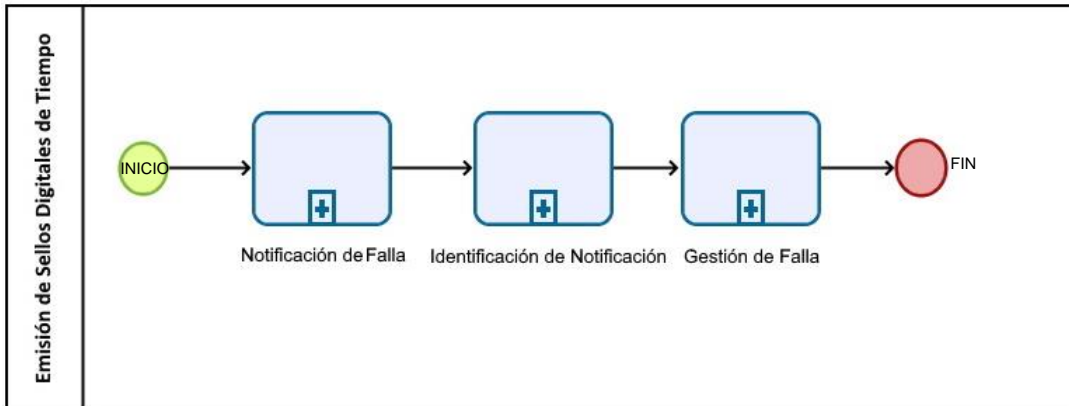 Emisión de Sellos Digitales de Tiempo
INICIO
FIN
Notificación de Falla
Identificación de Notificación
Gestión de Falla